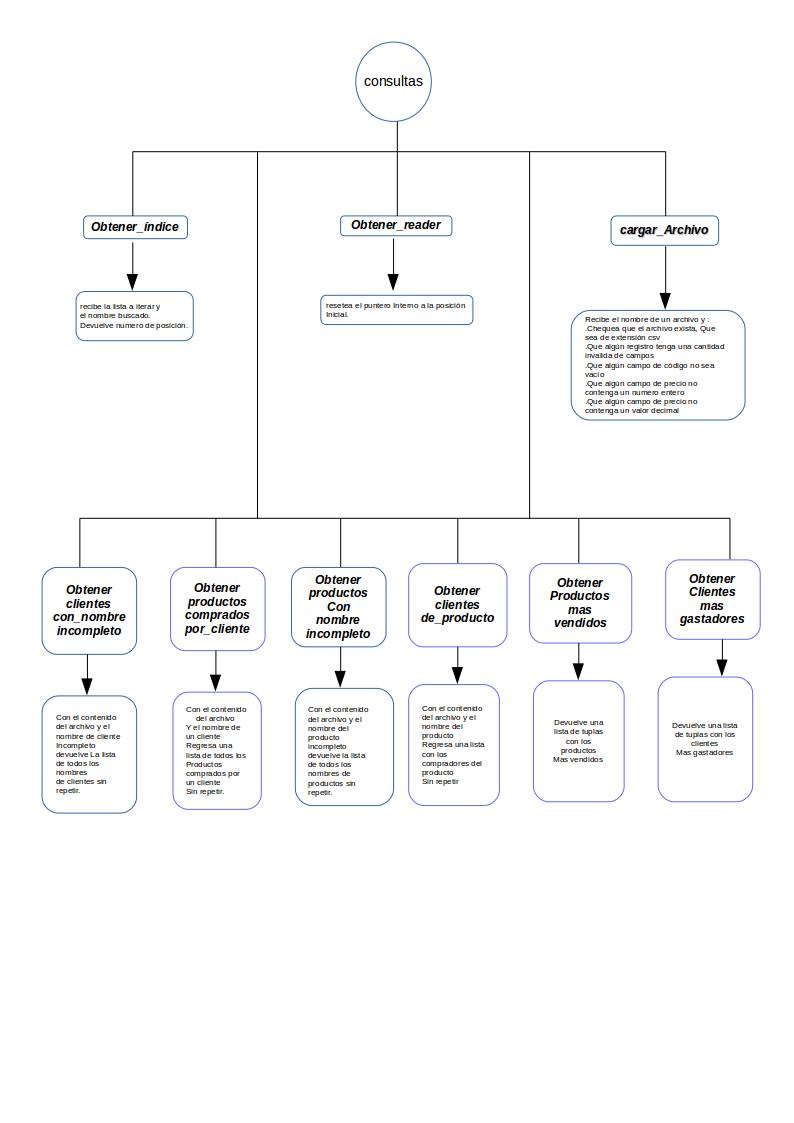 consultas
Obtener_índice
Obtener_reader
cargar_Archivo
recibe la lista a iterar y
el nombre buscado.
Devuelve numero de posición.
resetea el puntero Interno a la posición
Inicial.
Recibe el nombre de un archivo y :
.Chequea que el archivo exista, Que
sea de extensión csv
.Que algún registro tenga una cantidad
invalida de campos
.Que algún campo de código no sea
vacío
.Que algún campo de precio no
contenga un numero entero
.Que algún campo de precio no
contenga un valor decimal
Obtener
clientes
con_nombre
incompleto
Obtener
productos
comprados
por_cliente
Obtener
productos
Con
nombre
incompleto
Obtener
clientes
de_producto
Obtener
Productos
mas
vendidos
Obtener
Clientes
mas
gastadores
Con el contenido
del archivo y el
nombre de cliente
Incompleto
devuelve La lista
de todos los
nombres
de clientes sin
repetir.
Con el contenido
del archivo
Y el nombre de
un cliente
Regresa una
lista de todos los
Productos
comprados por
un cliente
Sin repetir.
Con el contenido
del archivo y el
nombre del
producto
incompleto
devuelve la lista
de todos los
nombres de
productos sin
repetir.
Con el contenido
del archivo y el
nombre del
producto
Regresa una lista
con los
compradores del
producto
Sin repetir
Devuelve una
lista de tuplas
con los
productos
Mas vendidos
Devuelve una lista
de tuplas con los
clientes
Mas gastadores